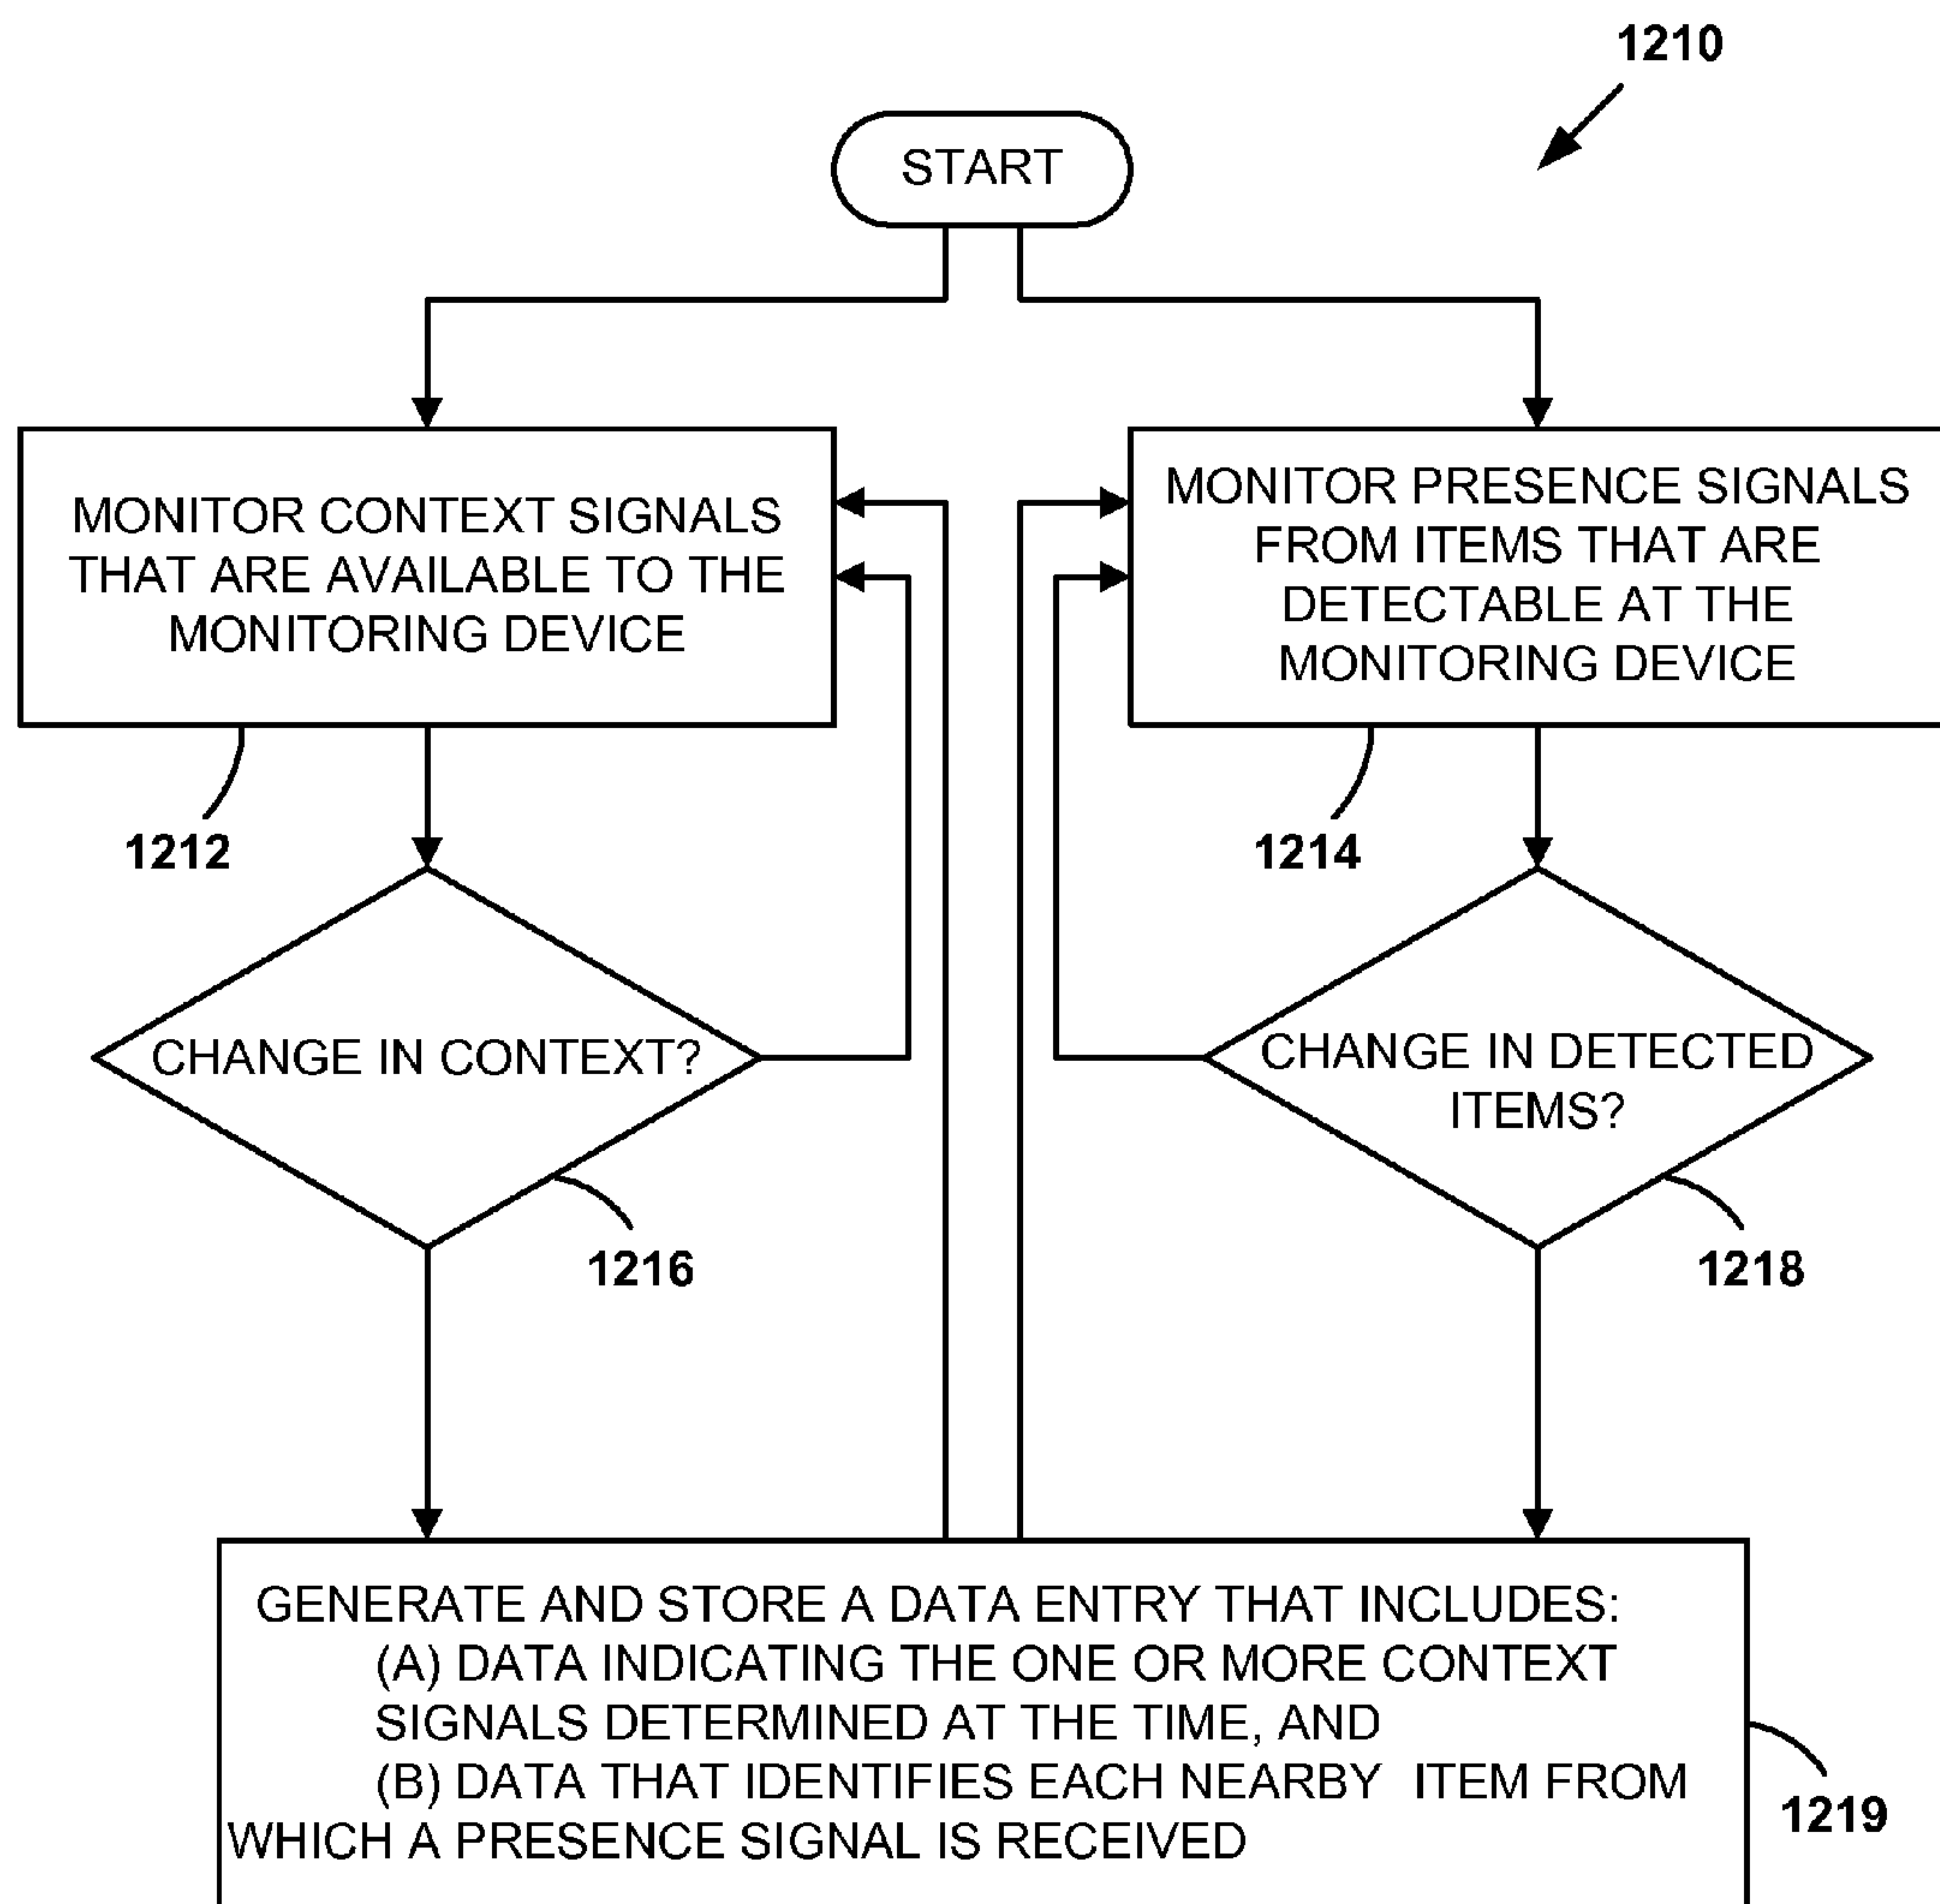 1210
START
MONITOR CONTEXT SIGNALS
THAT ARE AVAILABLE TO THE
MONITORING DEVICE
MONITOR PRESENCE SIGNALS
FROM ITEMS THAT ARE
DETECTABLE AT THE
MONITORING DEVICE
1212
1214
CHANGE IN CONTEXT?
CHANGE IN DETECTED
ITEMS?
1216
1218
GENERATE AND STORE A DATA ENTRY THAT INCLUDES:
(A) DATA INDICATING THE ONE OR MORE CONTEXT
SIGNALS DETERMINED AT THE TIME, AND
(B) DATA THAT IDENTIFIES EACH NEARBY ITEM FROM
WHICH A PRESENCE SIGNAL IS RECEIVED
1219